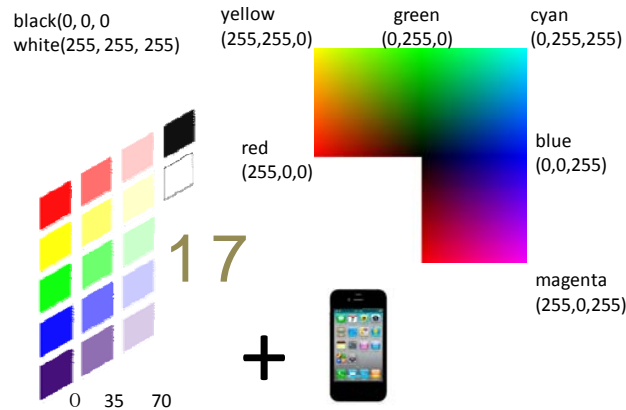 black(0, 0, 0
white(255, 255, 255)
yellow
(255,255,0)
green
(0,255,0)
cyan
(0,255,255)
red
(255,0,0)
blue
(0,0,255)
17
magenta
(255,0,255)
+
0 35 70